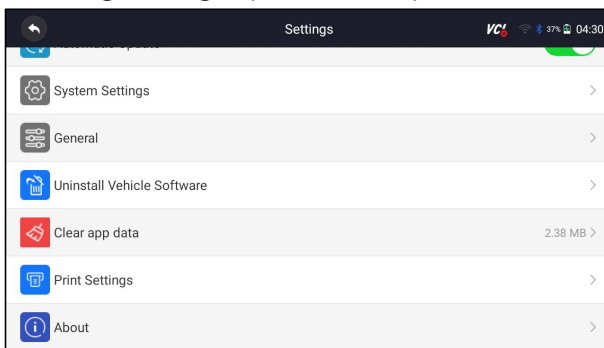 Settings
VCI 37% 04:30
System Settings
General
Uninstall Vehicle Software
Clear app data
2.38 MB
Print Settings
About